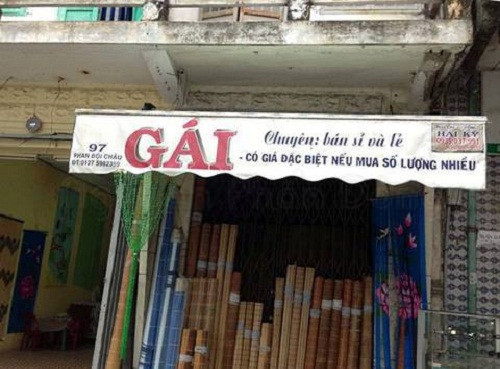 97
PHAN BỘI CHÂU
GÁI
Chuyên: bán sỉ và lẻ
- CÓ GIÁ ĐẶC BIỆT NẾU MUA SỐ LƯỢNG NHIỀU
HẢI KÝ